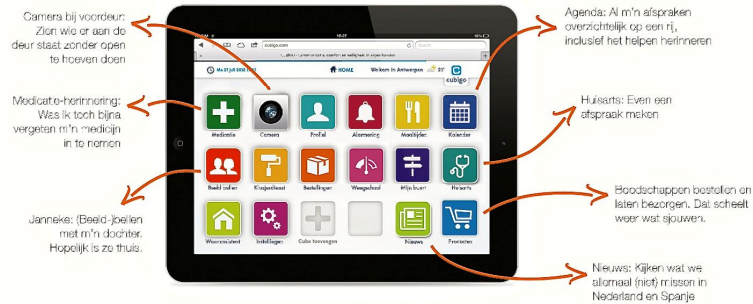 Camera bij voordeur:
Zien wie er aan de
deur staat zonder open
te hoeven doen
Medicatie-herinnering:
Was ik toch bijna
vergeten m'n medicijn
in te nemen
Janneke: (Beeld-)bellen
met m'n dochter.
Hopelijk is ze thuis.
cubigo.com
HOME
Welkom in Antwerpen
21°
cubigo
Medicatie
Camera
Profiel
Alarmering
Maaltijden
Kalender
Beeld bellen
Klusjesdienst
Bestellingen
Weegschaal
Mijn buurt
Huisarts
Woonassistent
Instellingen
Cube toevoegen
Nieuws
Producten
Agenda: Al m'n afspraken
overzichtelijk op een rij,
inclusief het helpen herinneren
Huisarts: Even een
afspraak maken
Boodschappen bestellen en
laten bezorgen. Dat scheelt
weer wat sjouwen.
Nieuws: Kijken wat we
allemaal (niet) missen in
Nederland en Spanje